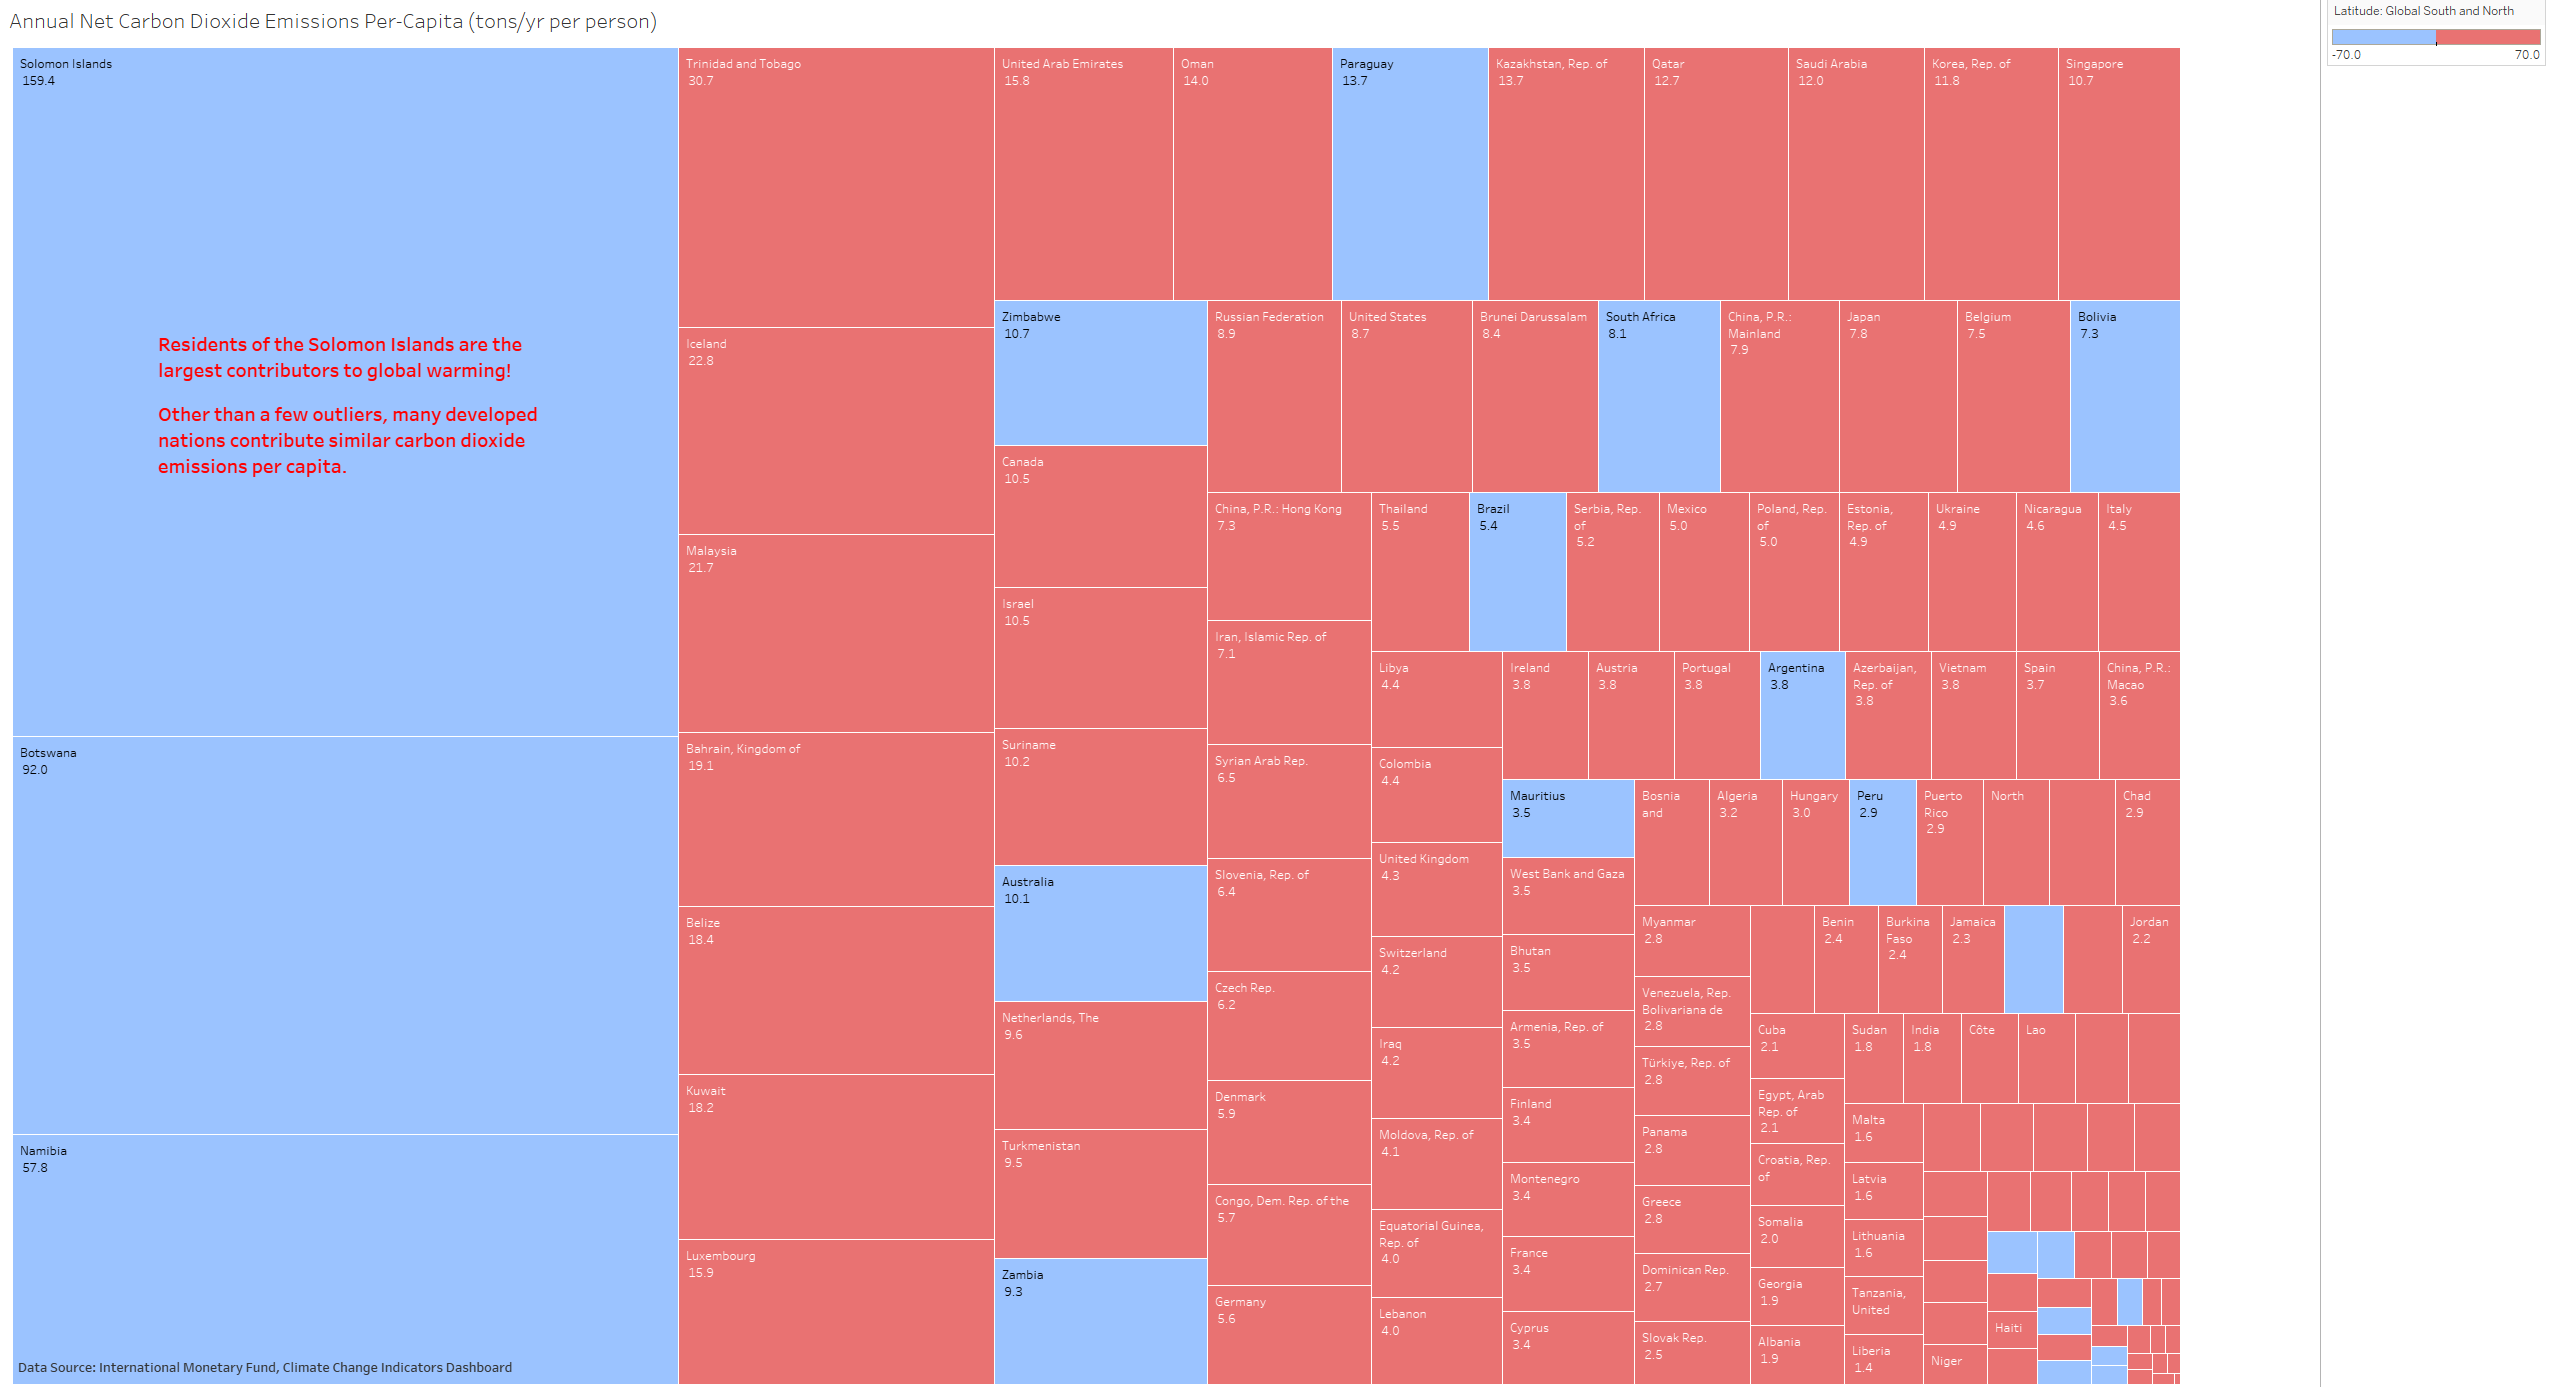 Annual Net Carbon Dioxide Emissions Per-Capita (tons/yr per person)
Latitude: Global South and North
-70.0
70.0
Solomon Islands
159.4
Residents of the Solomon Islands are the
largest contributors to global warming!
Other than a few outliers, many developed
nations contribute similar carbon dioxide
emissions per capita.
Botswana
92.0
Namibia
57.8
Data Source: International Monetary Fund, Climate Change Indicators Dashboard
Trinidad and Tobago
30.7
Iceland
22.8
Malaysia
21.7
Bahrain, Kingdom of
19.1
Belize
18.4
Kuwait
18.2
Luxembourg
15.9
United Arab Emirates
15.8
Oman
14.0
Paraguay
13.7
Kazakhstan, Rep. of
13.7
Qatar
12.7
Saudi Arabia
12.0
Korea, Rep. of
11.8
Singapore
10.7
Zimbabwe
10.7
Canada
10.5
Israel
10.5
Suriname
10.2
Australia
10.1
Netherlands, The
9.6
Turkmenistan
9.5
Zambia
9.3
Russian Federation
8.9
United States
8.7
Brunei Darussalam
8.4
South Africa
8.1
China, P.R.:
Mainland
7.9
Japan
7.8
Belgium
7.5
Bolivia
7.3
China, P.R.: Hong Kong
7.3
Iran, Islamic Rep. of
7.1
Syrian Arab Rep.
6.5
Slovenia, Rep. of
6.4
Czech Rep.
6.2
Denmark
5.9
Congo, Dem. Rep. of the
5.7
Germany
5.6
Thailand
5.5
Brazil
5.4
Serbia, Rep.
of
5.2
Mexico
5.0
Poland, Rep.
of
5.0
Estonia,
Rep. of
4.9
Ukraine
4.9
Nicaragua
4.6
Italy
4.5
Libya
4.4
Colombia
4.4
United Kingdom
4.3
Switzerland
4.2
Iraq
4.2
Moldova, Rep. of
4.1
Equatorial Guinea,
Rep. of
4.0
Lebanon
4.0
Ireland
3.8
Austria
3.8
Portugal
3.8
Argentina
3.8
Azerbaijan,
Rep. of
3.8
Vietnam
3.8
Spain
3.7
China, P.R.:
Macao
3.6
Mauritius
3.5
West Bank and Gaza
3.5
Bhutan
3.5
Armenia, Rep. of
3.5
Finland
3.4
Montenegro
3.4
France
3.4
Cyprus
3.4
Bosnia
and
Algeria
3.2
Hungary
3.0
Peru
2.9
Puerto
Rico
2.9
North
Chad
2.9
Myanmar
2.8
Venezuela, Rep.
Bolivariana de
2.8
Türkiye, Rep. of
2.8
Panama
2.8
Greece
2.8
Dominican Rep.
2.7
Slovak Rep.
2.5
Benin
2.4
Burkina
Faso
2.4
Jamaica
2.3
Jordan
2.2
Cuba
2.1
Egypt, Arab
Rep. of
2.1
Croatia, Rep.
of
Somalia
2.0
Georgia
1.9
Albania
1.9
Sudan
1.8
India
1.8
Côte
Lao
Malta
1.6
Latvia
1.6
Lithuania
1.6
Tanzania,
United
Liberia
1.4
Haiti
Niger